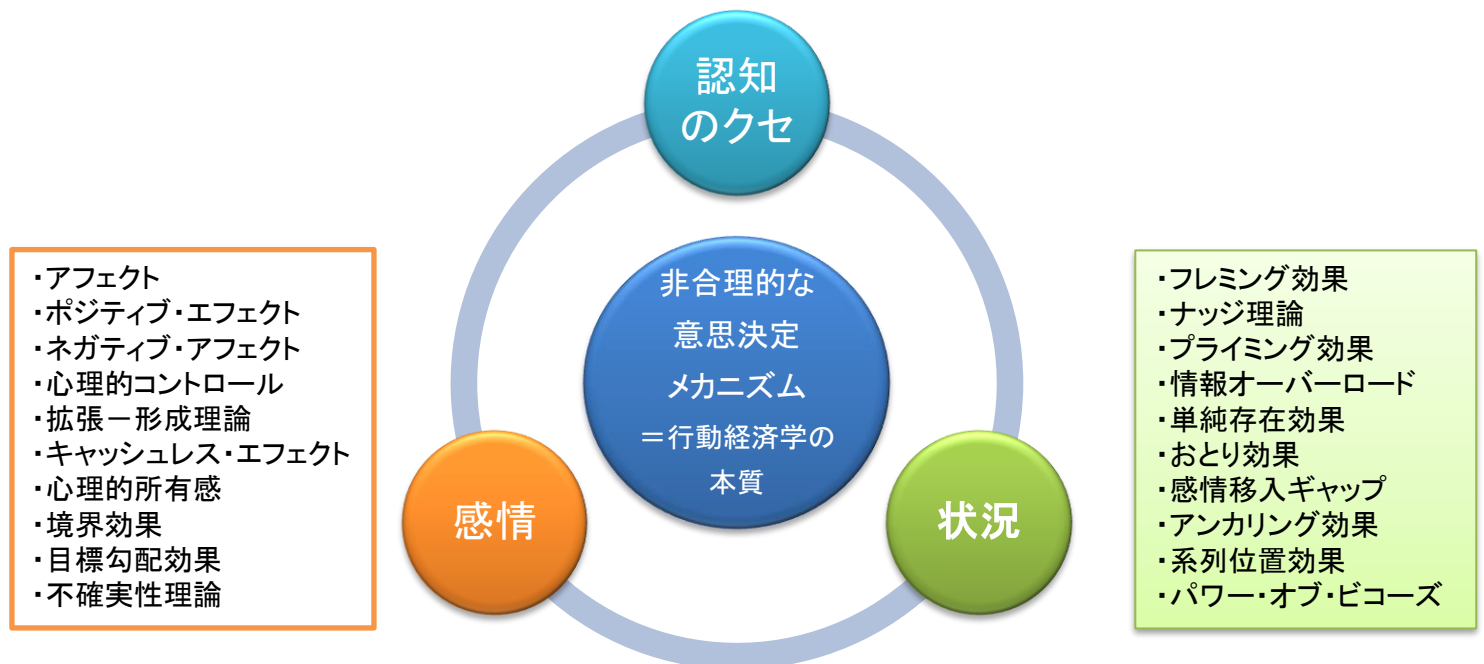 認知
のクセ
非合理的な
意思決定
メカニズム
＝行動経済学の
本質
感情
状況
・アフェクト
・ポジティブ・エフェクト
・ネガティブ・アフェクト
・心理的コントロール
・拡張－形成理論
・キャッシュレス・エフェクト
・心理的所有感
・境界効果
・目標勾配効果
・不確実性理論
・フレミング効果
・ナッジ理論
・プライミング効果
・情報オーバーロード
・単純存在効果
・おとり効果
・感情移入ギャップ
・アンカリング効果
・系列位置効果
・パワー・オブ・ビコーズ